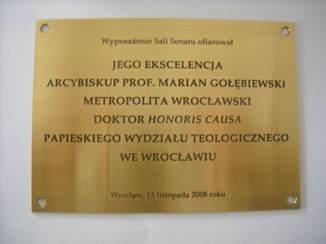 Wyposażenie Sali Senatu ofiarował
JEGO EKSCELENCJA
ARCYBISKUP PROF. MARIAN GOŁĘBIEWSKI
METROPOLITA WROCŁAWSKI
DOKTOR HONORIS CAUSA
PAPIESKIEGO WYDZIAŁU TEOLOGICZNEGO
WE WROCŁAWIU
Wrocław, 13 listopada 2008 roku